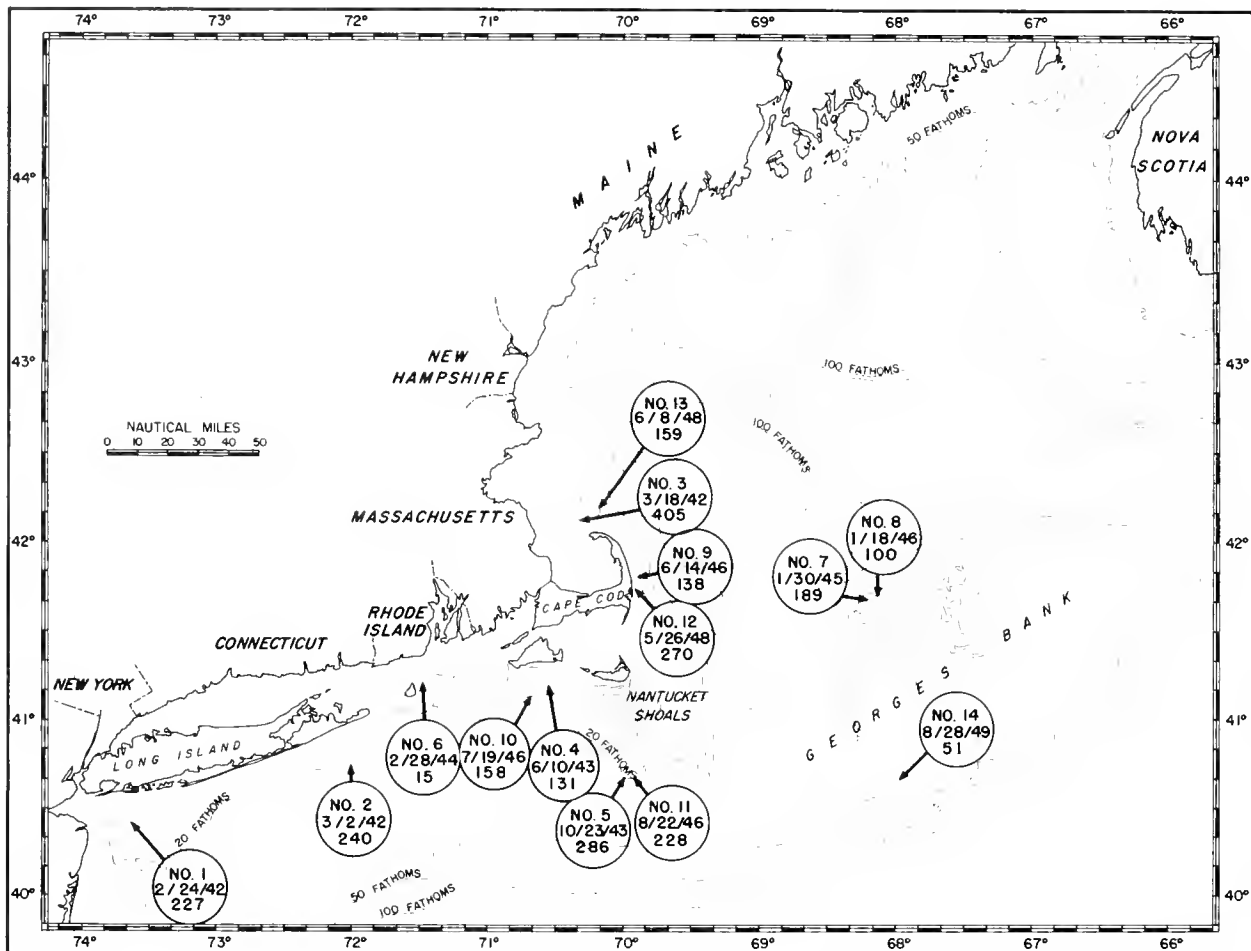 74° 73° 72° 71° 70° 69° 68° 67° 66°
50 FATHOMS
NOVA
SCOTIA
MAINE
44° 44°
43° 43°
NEW
HAMPSHIRE
100 FATHOMS
100 FATHOMS
NAUTICAL MILES
0 10 20 30 40 50
NO. 13
6/8/48
159
NO. 3
3/18/42
405
MASSACHUSETTS
42° 42°
NO. 8
1/18/46
100
NO. 9
6/14/46
138
NO. 7
1/30/45
189
CAPE COD
RHODE
ISLAND
NO. 12
5/26/48
270
CONNECTICUT
GEORGES BANK
NEW YORK
NANTUCKET
SHOALS
41° 41°
NO. 14
8/28/49
51
LONG ISLAND
NO. 6
2/28/44
15
NO. 10
7/19/46
158
NO. 4
6/10/43
131
20 FATHOMS
NO. 2
3/2/42
240
NO. 5
10/23/43
286
NO. 11
8/22/46
228
20 FATHOMS
NO. 1
2/24/42
227
50 FATHOMS
100 FATHOMS
40° 40°
74° 73° 72° 71° 70° 69° 68° 67° 66°